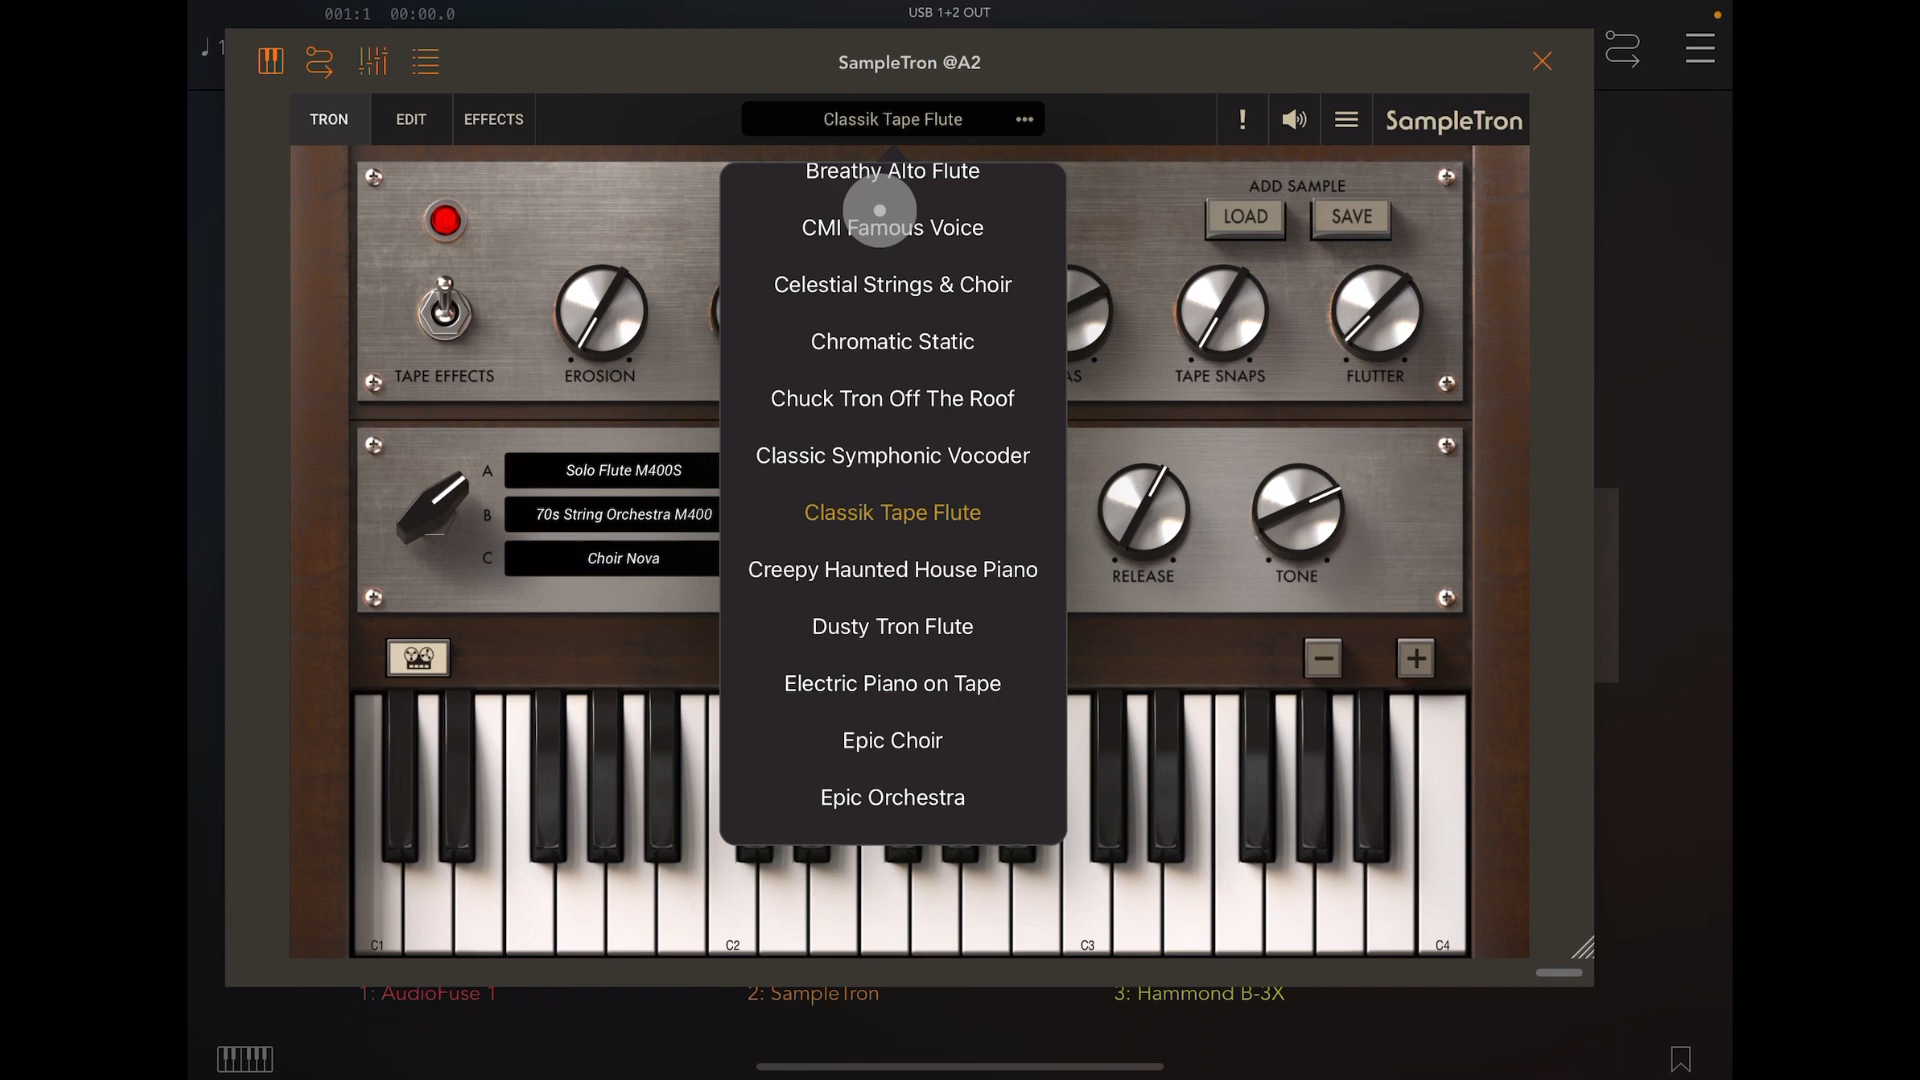 001:1 00:00.0
USB 1+2 OUT
1
SampleTron @A2
TRON
EDIT
EFFECTS
Classik Tape Flute
!
SampleTron
Breathy Alto Flute
CMI Famous Voice
Celestial Strings & Choir
Chromatic Static
Chuck Tron Off The Roof
Classic Symphonic Vocoder
Classik Tape Flute
Creepy Haunted House Piano
Dusty Tron Flute
Electric Piano on Tape
Epic Choir
Epic Orchestra
ADD SAMPLE
LOAD
SAVE
TAPE EFFECTS
EROSION
AS
TAPE SNAPS
FLUTTER
A
Solo Flute M400S
B
70s String Orchestra M400
C
Choir Nova
RELEASE
TONE
C1
C2
C3
C4
1: AudioFuse 1
2: SampleTron
3: Hammond B-3X